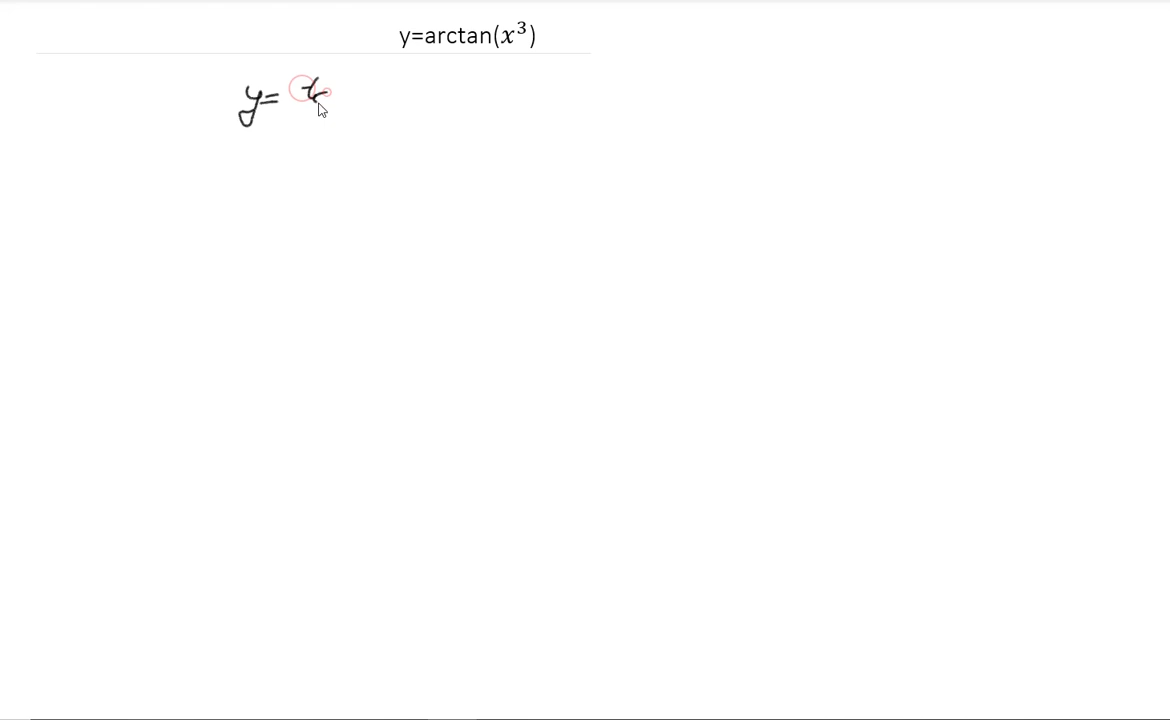 y=arctan(x³)
y= t